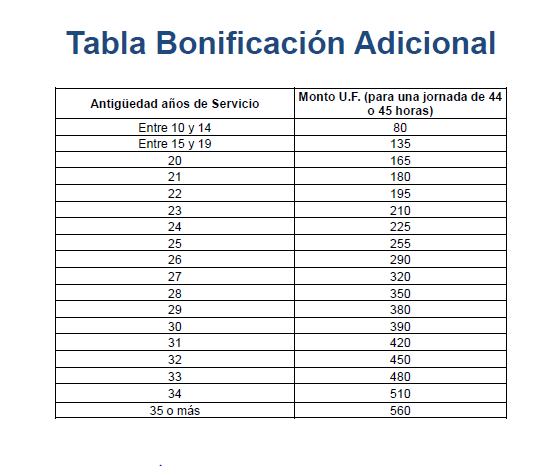 Tabla Bonificación Adicional
Antigüedad años de Servicio
Monto U.F. (para una jornada de 44
o 45 horas)
Entre 10 y 14 80
Entre 15 y 19 135
20 165
21 180
22 195
23 210
24 225
25 255
26 290
27 320
28 350
29 380
30 390
31 420
32 450
33 480
34 510
35 o más 560